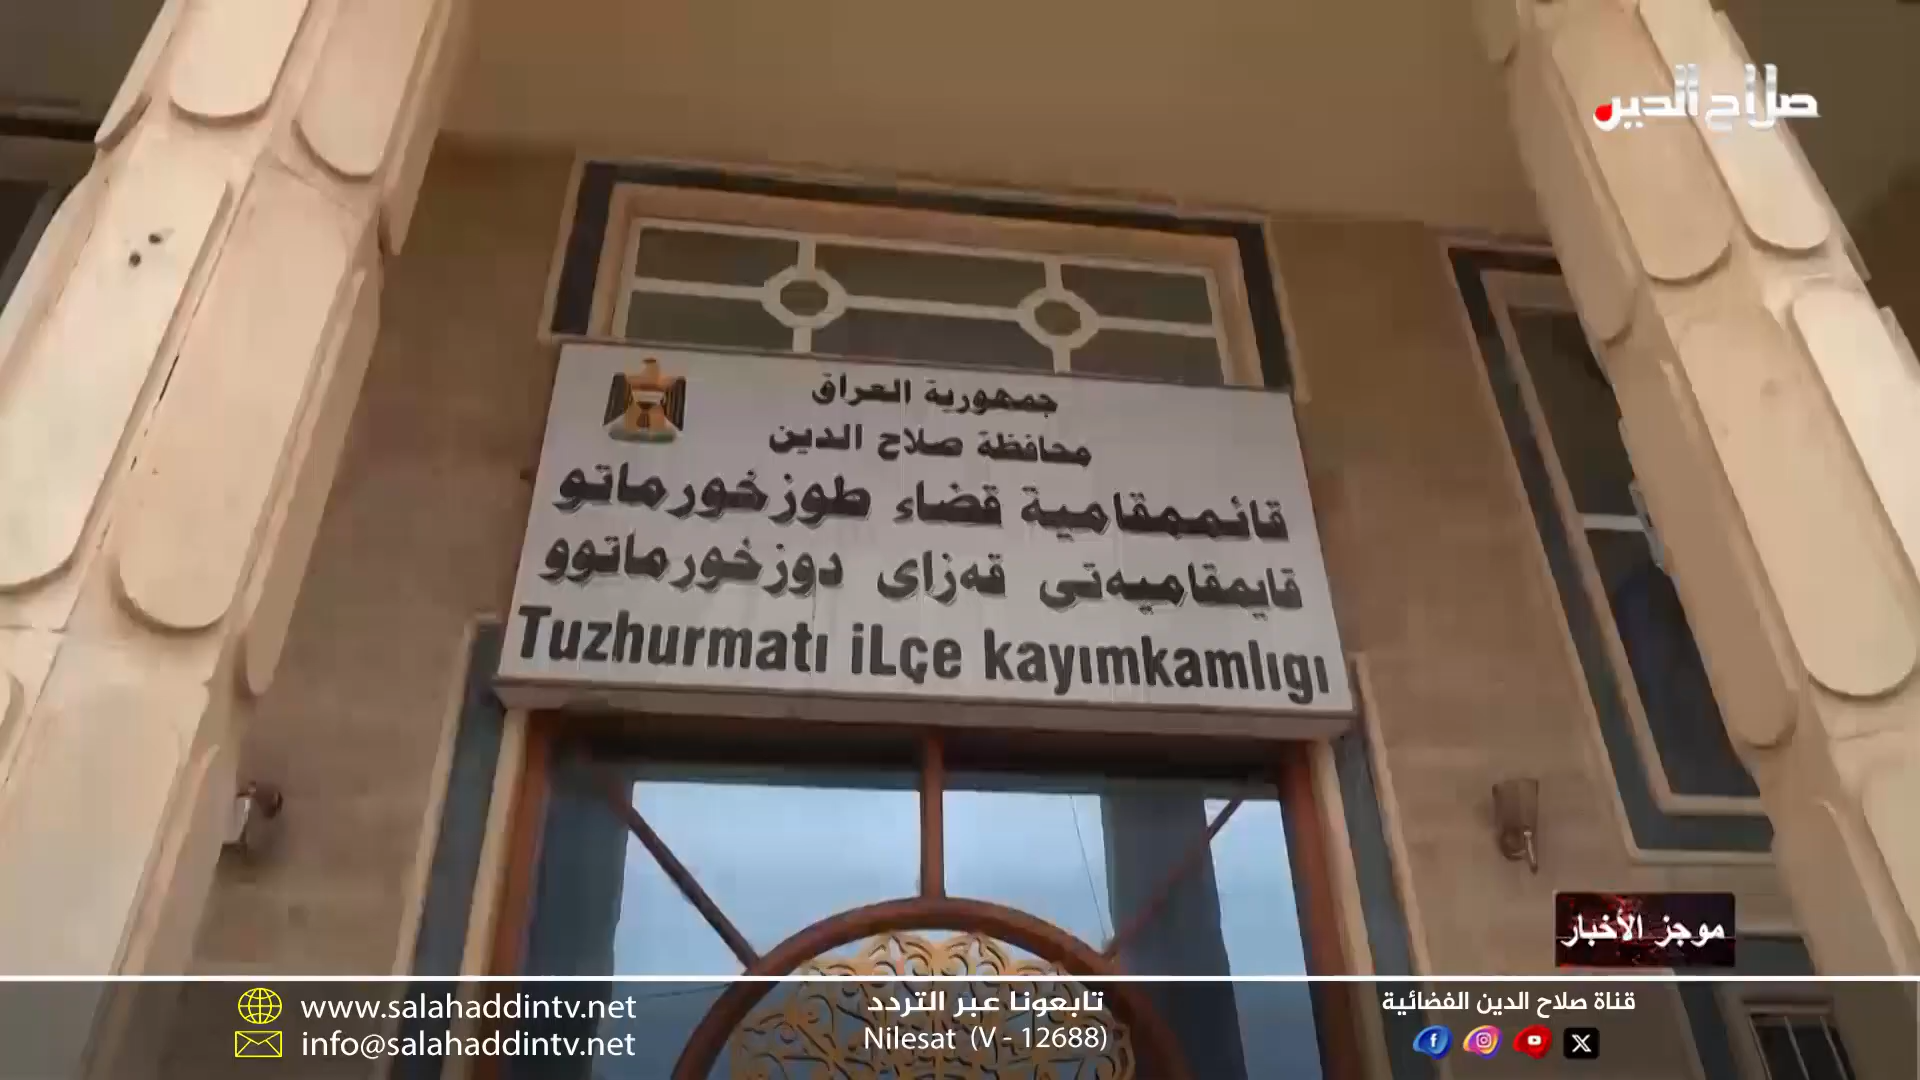 صلاح الدين
جمهورية العراق
محافظة صلاح الدين
قائممقامية قضاء طوزخورماتو
قایمقامیەتی قەزای دوزخورماتوو
Tuzhurmatı iLçe kayımkamlıgı
موجز الأخبار
www.salahaddintv.net
info@salahaddintv.net
تابعونا عبر التردد
Nilesat (V - 12688)
قناة صلاح الدين الفضائية